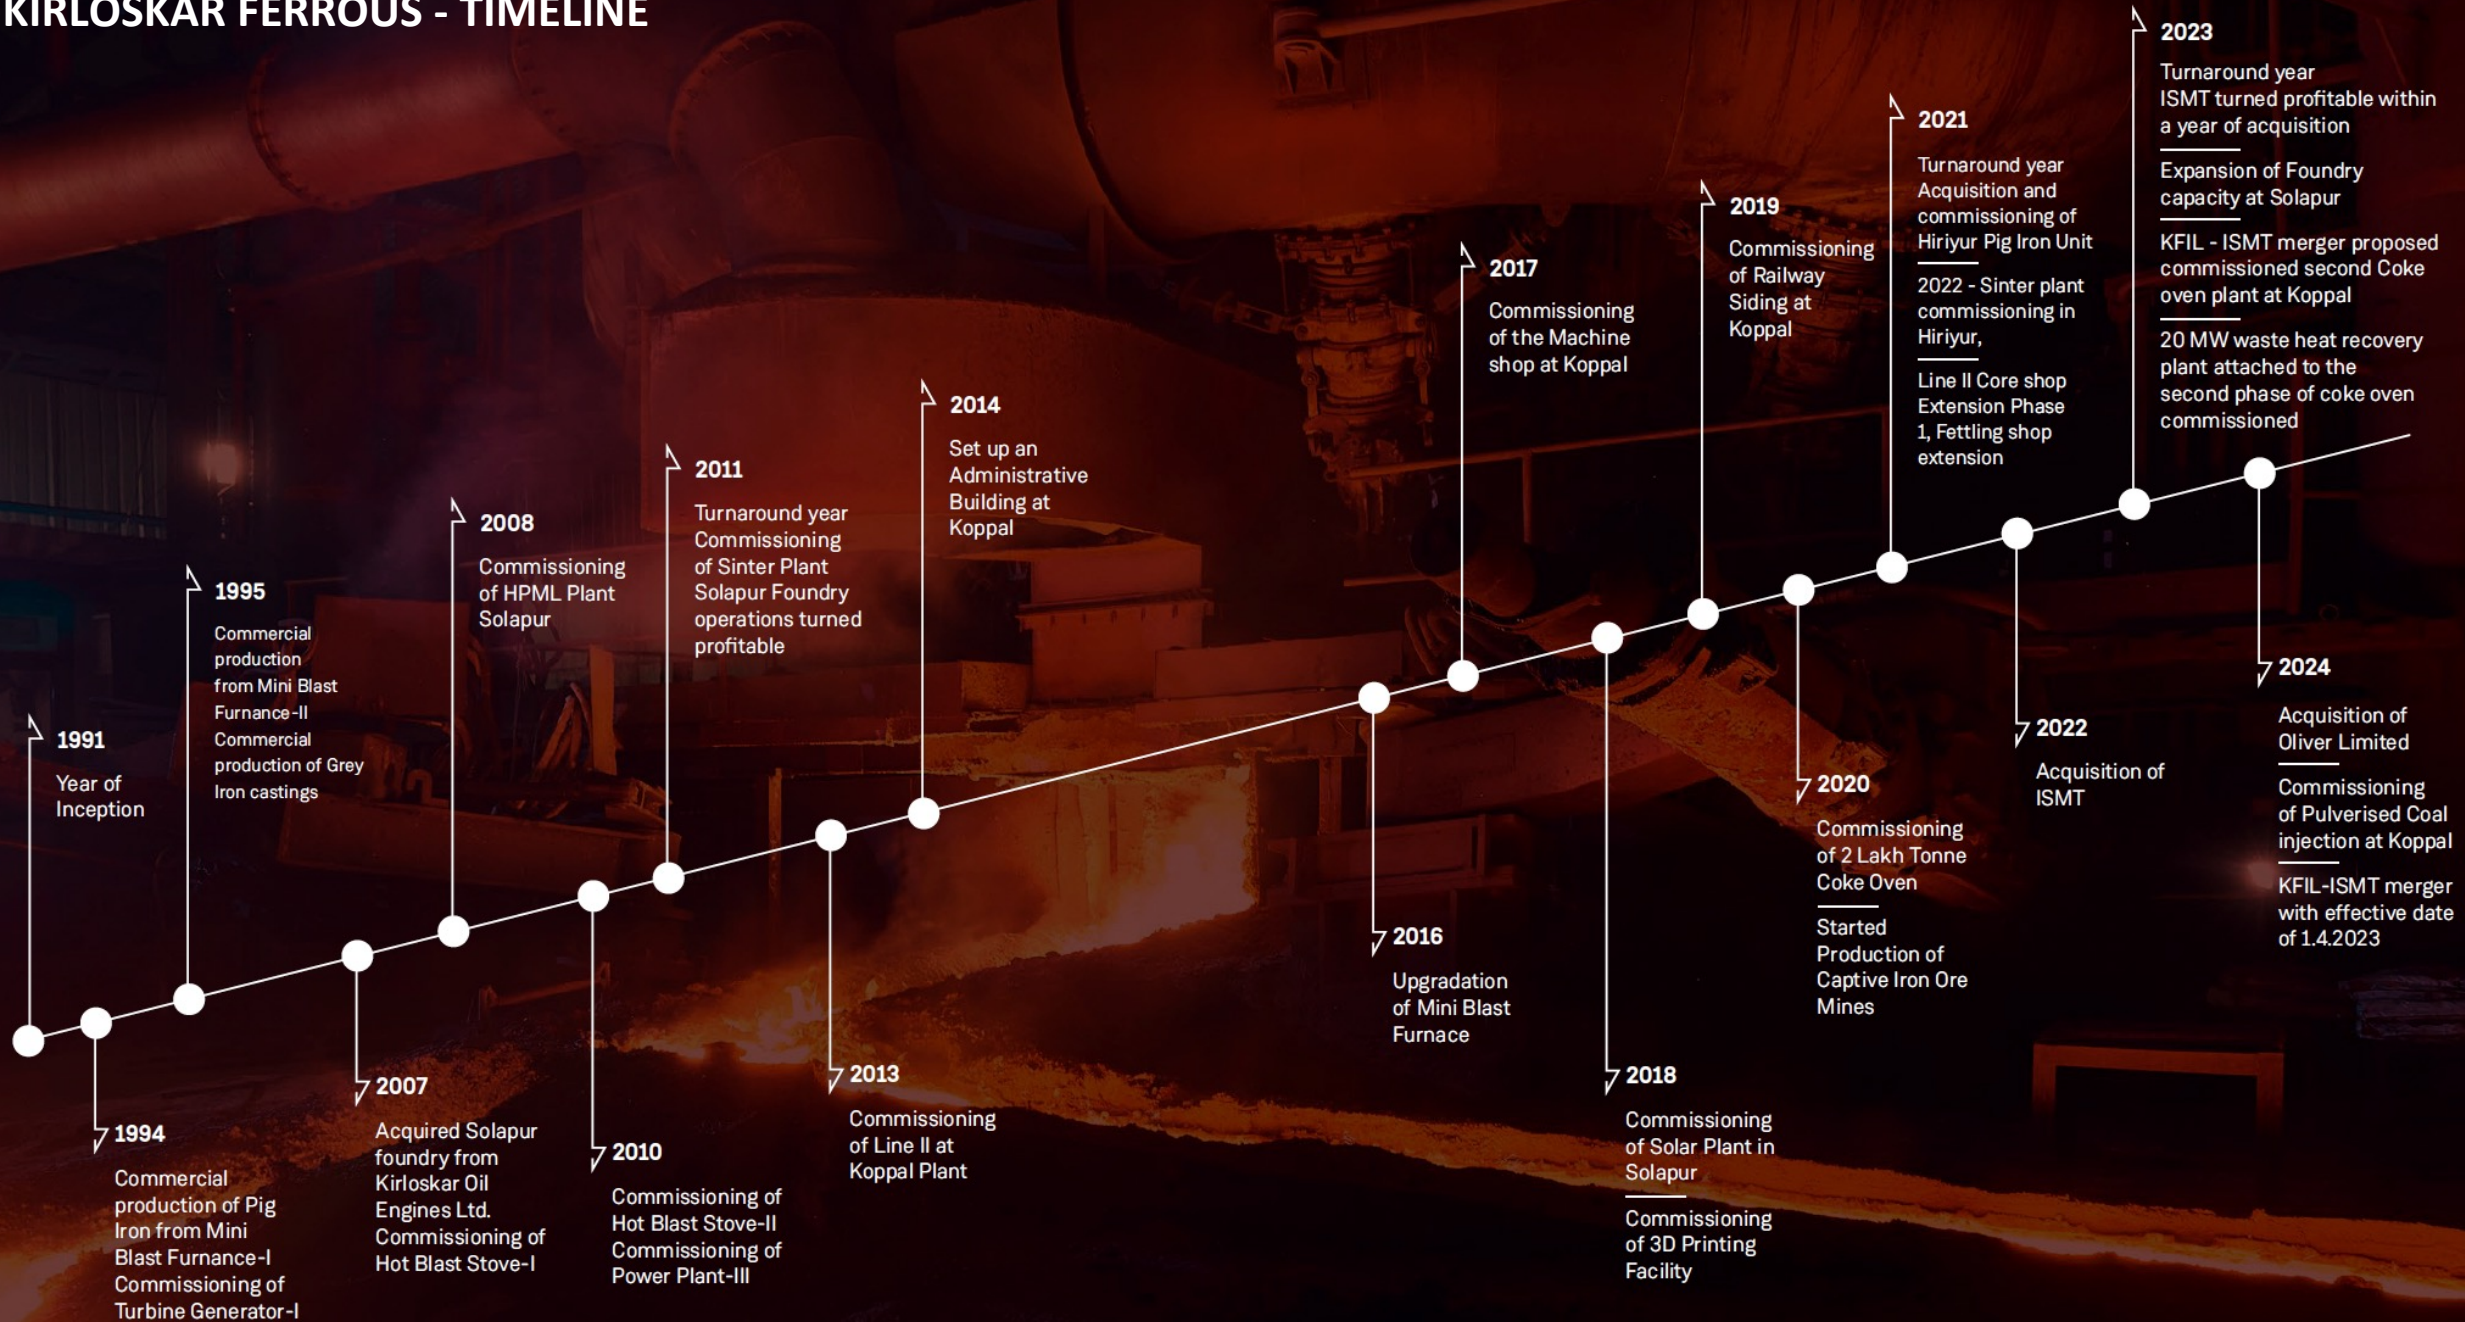 KIRLOSKAR FERROUS - TIMELINE
1991
Year of
Inception
1994
Commercial
production of Pig
Iron from Mini
Blast Furnance-I
Commissioning of
Turbine Generator-I
1995
Commercial
production
from Mini Blast
Furnance-II
Commercial
production of Grey
Iron castings
2007
Acquired Solapur
foundry from
Kirloskar Oil
Engines Ltd.
Commissioning of
Hot Blast Stove-I
2008
Commissioning
of HPML Plant
Solapur
2010
Commissioning of
Hot Blast Stove-II
Commissioning of
Power Plant-III
2011
Turnaround year
Commissioning
of Sinter Plant
Solapur Foundry
operations turned
profitable
2013
Commissioning
of Line II at
Koppal Plant
2014
Set up an
Administrative
Building at
Koppal
2016
Upgradation
of Mini Blast
Furnace
2017
Commissioning
of the Machine
shop at Koppal
2018
Commissioning
of Solar Plant in
Solapur
Commissioning
of 3D Printing
Facility
2019
Commissioning
of Railway
Siding at
Koppal
2020
Commissioning
of 2 Lakh Tonne
Coke Oven
Started
Production of
Captive Iron Ore
Mines
2021
Turnaround year
Acquisition and
commissioning of
Hiriyur Pig Iron Unit
2022 - Sinter plant
commissioning in
Hiriyur,
Line II Core shop
Extension Phase
1, Fettling shop
extension
2022
Acquisition of
ISMT
2023
Turnaround year
ISMT turned profitable within
a year of acquisition
Expansion of Foundry
capacity at Solapur
KFIL - ISMT merger proposed
commissioned second Coke
oven plant at Koppal
20 MW waste heat recovery
plant attached to the
second phase of coke oven
commissioned
2024
Acquisition of
Oliver Limited
Commissioning
of Pulverised Coal
injection at Koppal
KFIL-ISMT merger
with effective date
of 1.4.2023